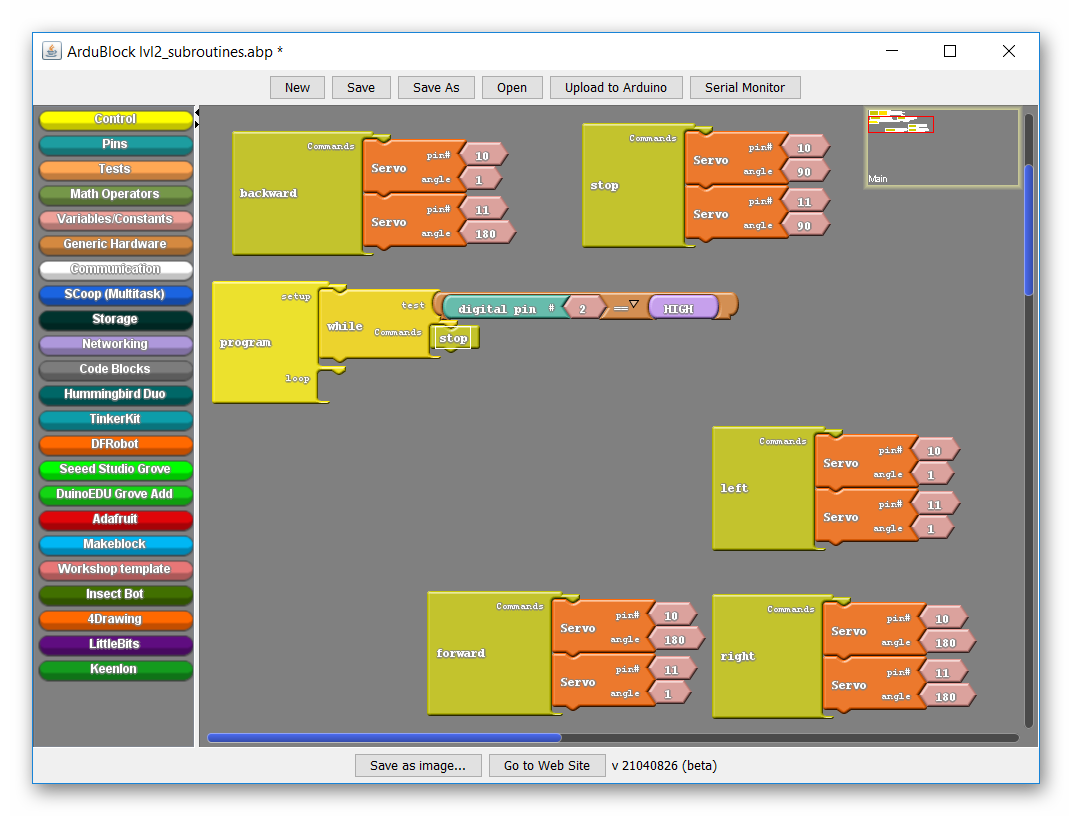 ArduBlock lvl2_subroutines.abp *
New Save Save As Open Upload to Arduino Serial Monitor
Control
Pins
Tests
Math Operators
Variables/Constants
Generic Hardware
Communication
SCoop (Multitask)
Storage
Networking
Code Blocks
Hummingbird Duo
TinkerKit
DFRobot
Seeed Studio Grove
DuinoEDU Grove Add
Adafruit
Makeblock
Workshop template
Insect Bot
4Drawing
LittleBits
Keenlon
backward
Commands
Servo
pin# 10
angle 1
Servo
pin# 11
angle 180
stop
Commands
Servo
pin# 10
angle 90
Servo
pin# 11
angle 90
Main
program
setup
while
test
digital pin # 2 == HIGH
Commands
stop
loop
left
Commands
Servo
pin# 10
angle 1
Servo
pin# 11
angle 1
forward
Commands
Servo
pin# 10
angle 180
Servo
pin# 11
angle 1
right
Commands
Servo
pin# 10
angle 180
Servo
pin# 11
angle 180
Save as image... Go to Web Site v 21040826 (beta)